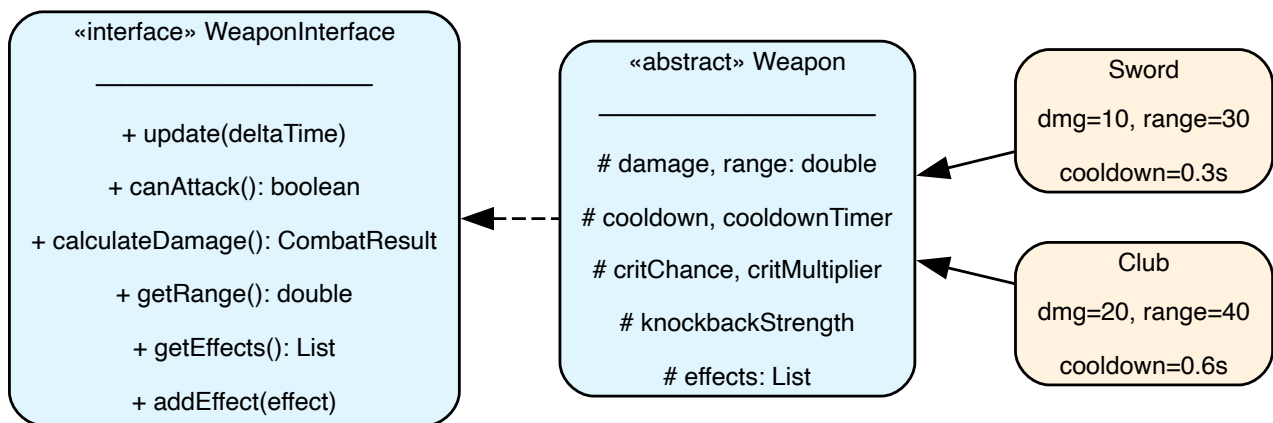 «interface» WeaponInterface
+ update(deltaTime)
+ canAttack(): boolean
+ calculateDamage(): CombatResult
+ getRange(): double
+ getEffects(): List
+ addEffect(effect)
«abstract» Weapon
# damage, range: double
# cooldown, cooldownTimer
# critChance, critMultiplier
# knockbackStrength
# effects: List
Sword
dmg=10, range=30
cooldown=0.3s
Club
dmg=20, range=40
cooldown=0.6s